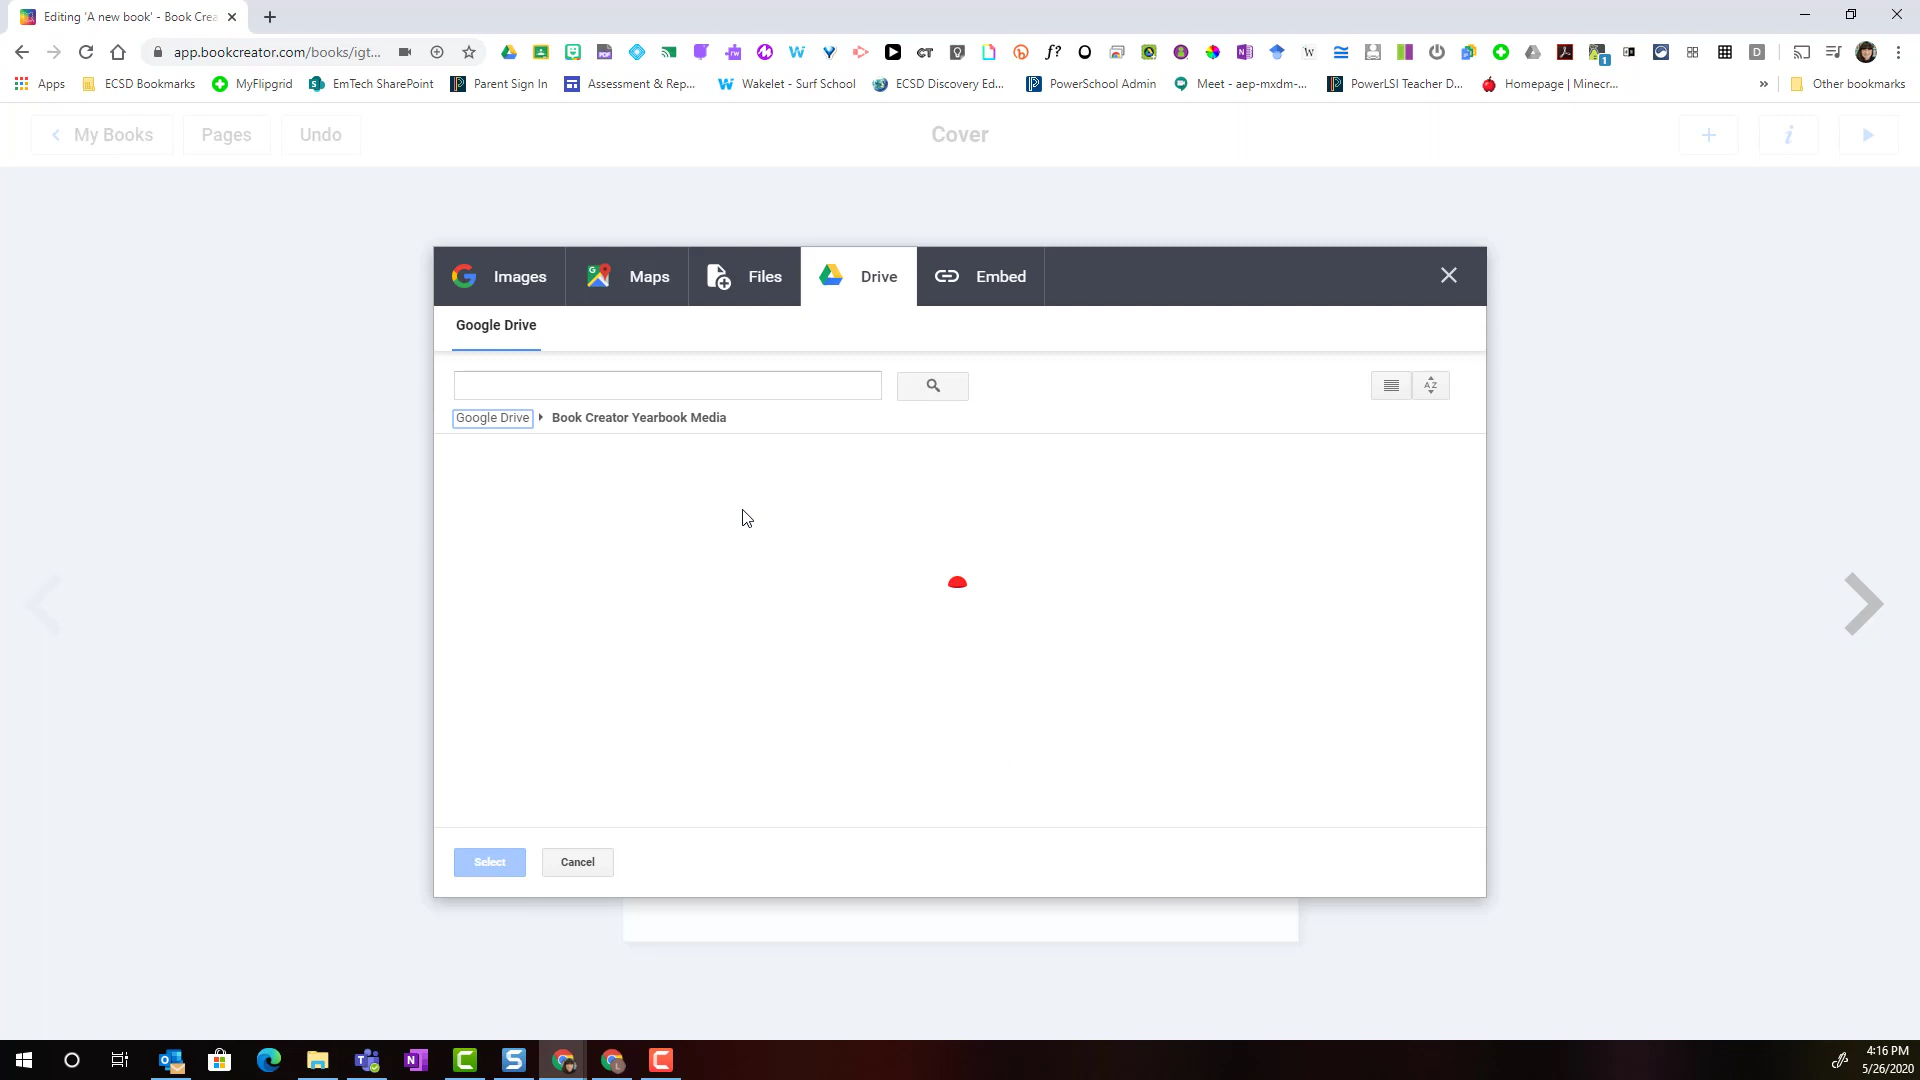 Editing 'A new book' - Book Crea
app.bookcreator.com/books/igt...
Apps ECSD Bookmarks MyFlipgrid EmTech SharePoint Parent Sign In Assessment & Rep... Wakelet - Surf School ECSD Discovery Ed... PowerSchool Admin Meet - aep-mxdm-... PowerLSI Teacher D... Homepage | Minecr... » Other bookmarks
My Books Pages Undo Cover
Images Maps Files Drive Embed
Google Drive
Google Drive Book Creator Yearbook Media
Select Cancel
4:16 PM
5/26/2020